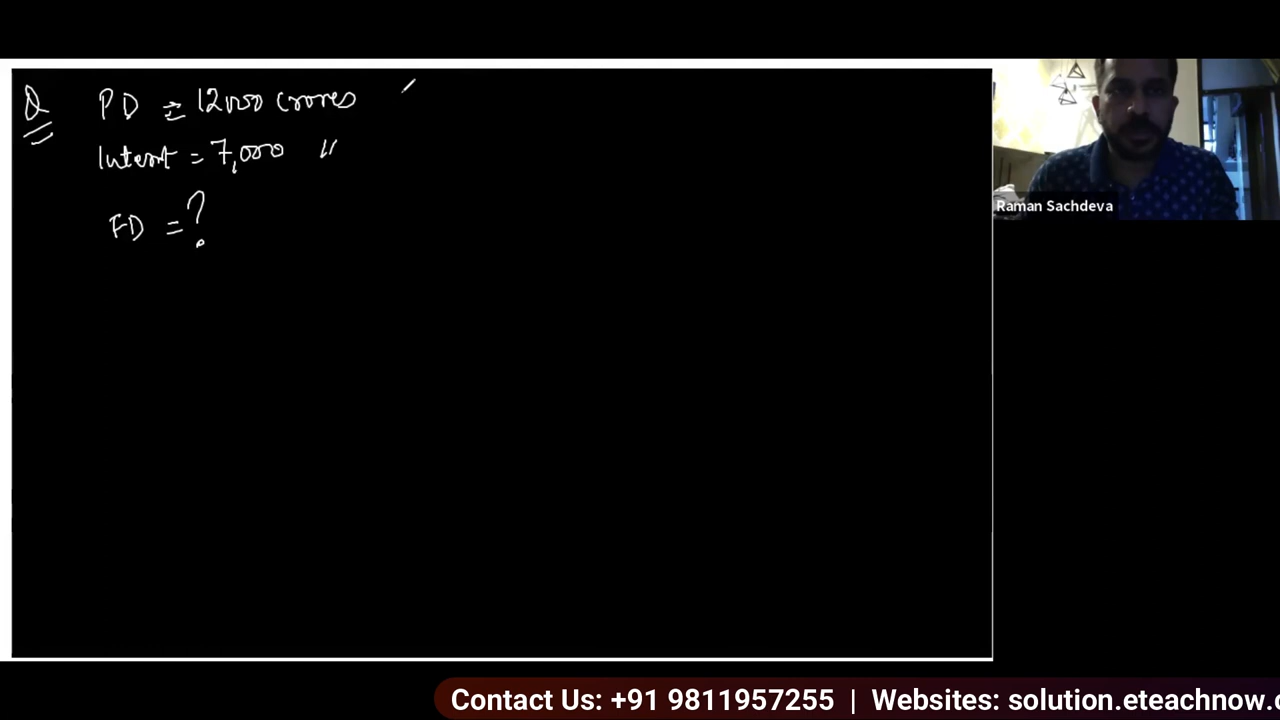 Q PD = 12000 crores
Interest = 7,000 "
FD = ?
Raman Sachdeva
Contact Us: +91 9811957255 | Websites: solution.eteachnow.c